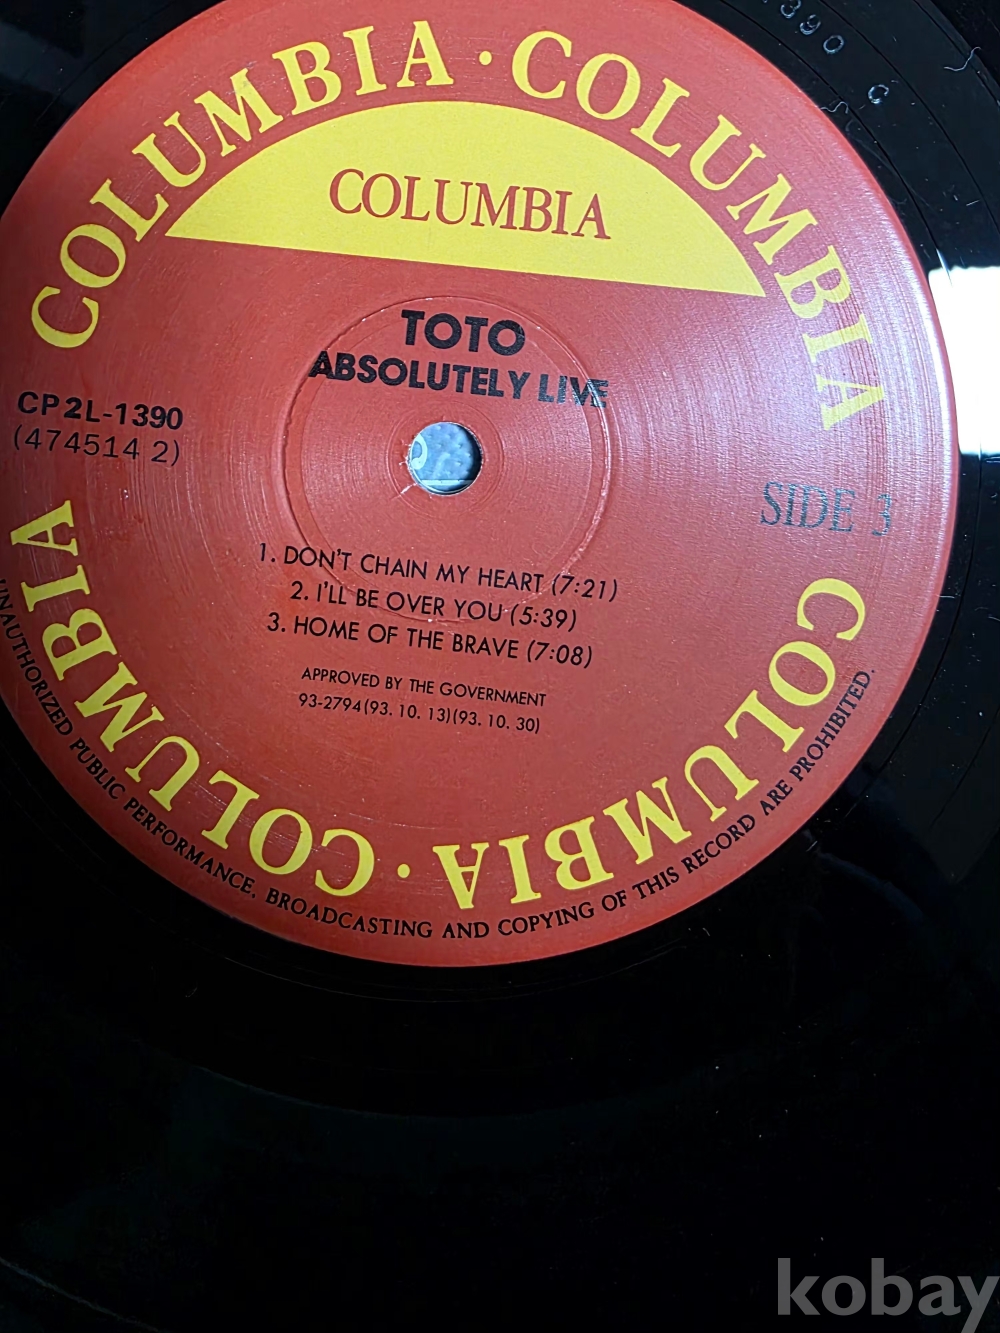 COLUMBIA · COLUMBIA
COLUMBIA
TOTO
ABSOLUTELY LIVE
CP2L-1390
(474514 2)
SIDE 3
1. DON'T CHAIN MY HEART (7:21)
2. I'LL BE OVER YOU (5:39)
3. HOME OF THE BRAVE (7:08)
APPROVED BY THE GOVERNMENT
93-2794(93. 10. 13)(93. 10. 30)
COLUMBIA · COLUMBIA
UNAUTHORIZED PUBLIC PERFORMANCE, BROADCASTING AND COPYING OF THIS RECORD ARE PROHIBITED.
1390 C
kobay